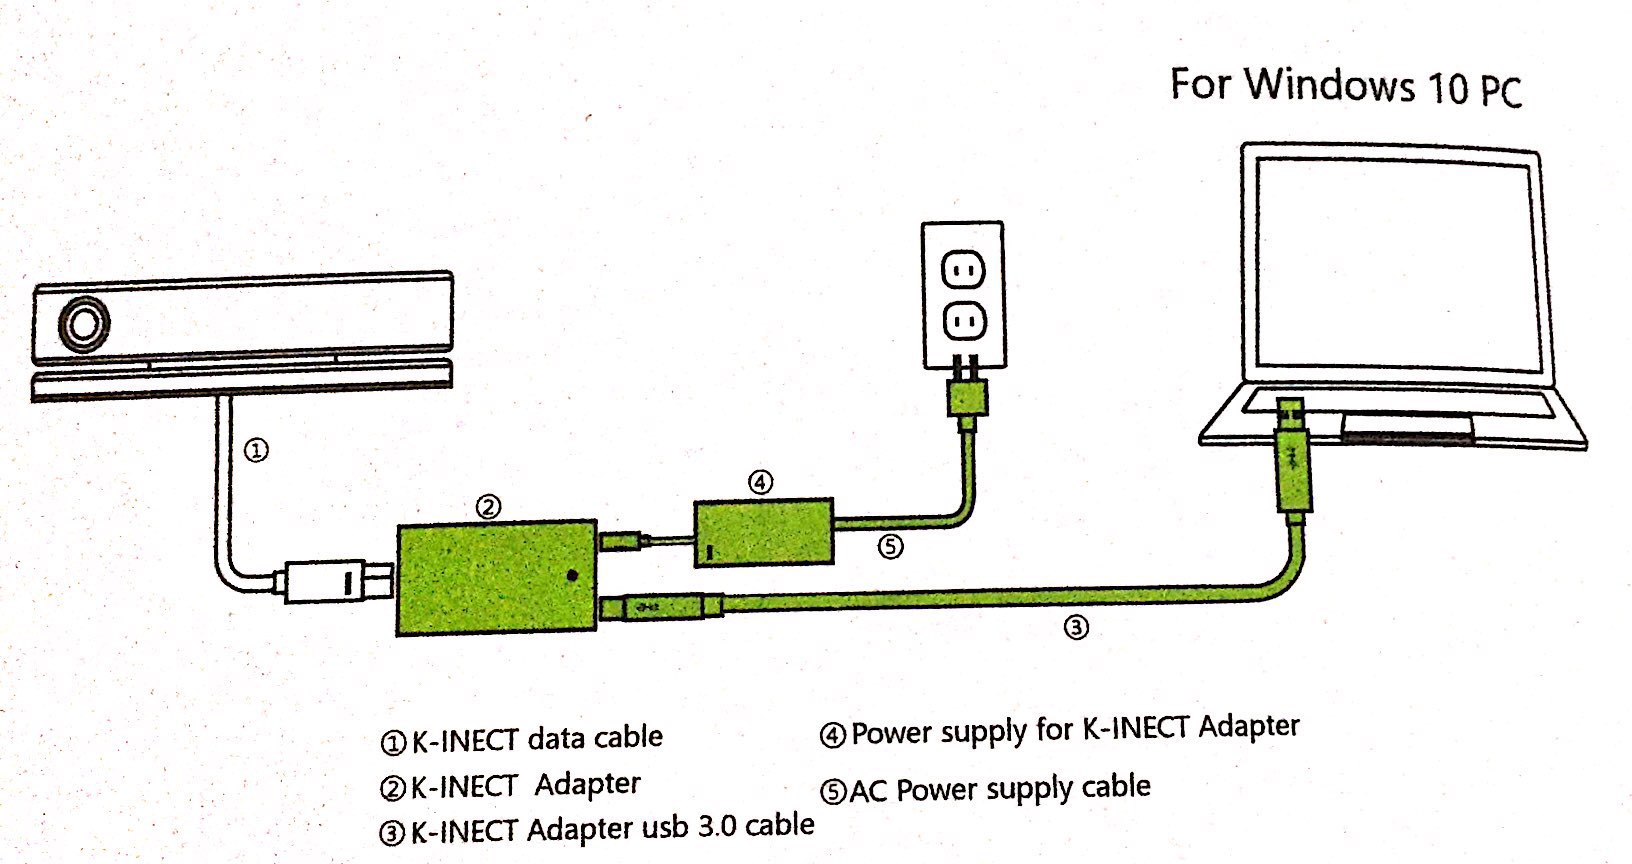 For Windows 10 PC
①
②
④
⑤
③
①K-INECT data cable
②K-INECT Adapter
③K-INECT Adapter usb 3.0 cable
④Power supply for K-INECT Adapter
⑤AC Power supply cable